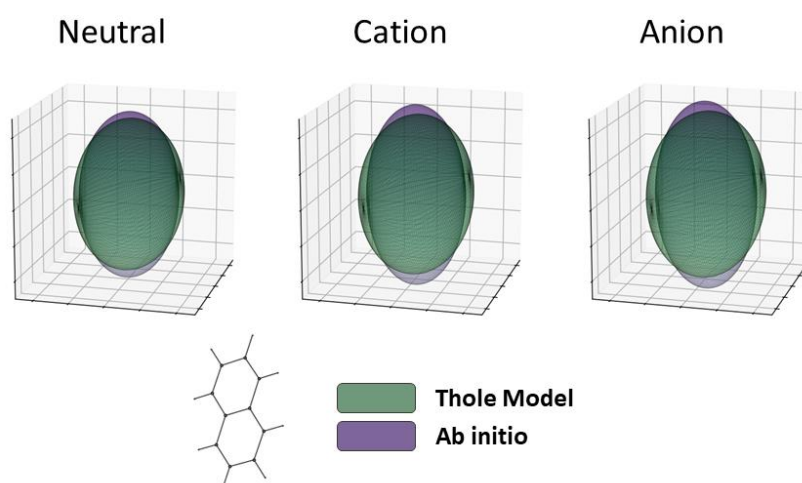 Neutral
Cation
Anion
Thole Model
Ab initio